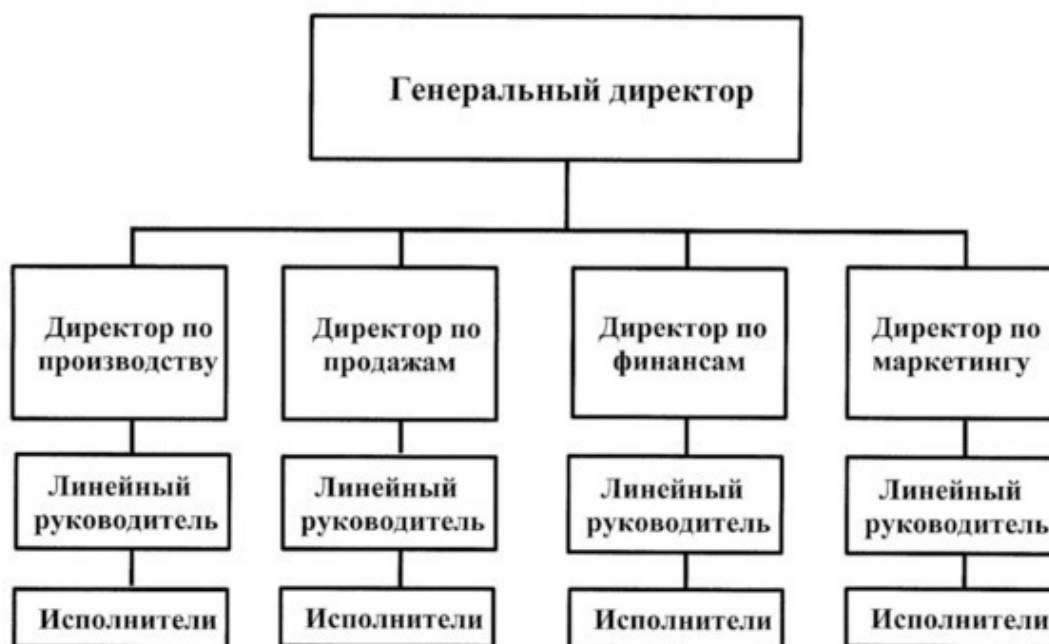 Генеральный директор
Директор по
производству
Директор по
продажам
Директор по
финансам
Директор по
маркетингу
Линейный
руководитель
Линейный
руководитель
Линейный
руководитель
Линейный
руководитель
Исполнители
Исполнители
Исполнители
Исполнители